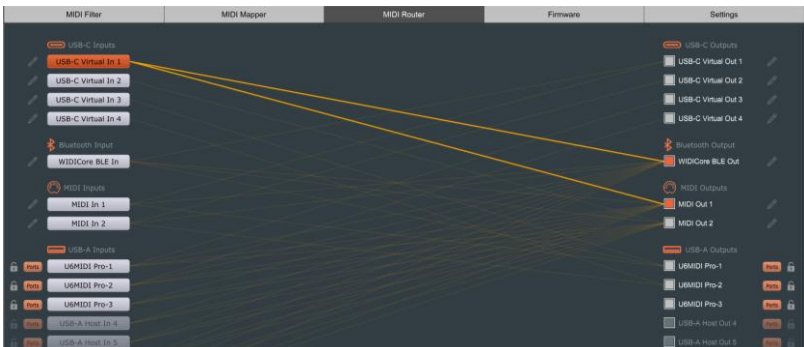 MIDI Filter MIDI Mapper MIDI Router Firmware Settings
USB-C Inputs
USB-C Virtual In 1
USB-C Virtual In 2
USB-C Virtual In 3
USB-C Virtual In 4
Bluetooth Input
WIDICore BLE In
MIDI Inputs
MIDI In 1
MIDI In 2
USB-A Inputs
Ports U6MIDI Pro-1
Ports U6MIDI Pro-2
Ports U6MIDI Pro-3
Ports USB-A Host In 4
Ports USB-A Host In 5
USB-C Outputs
USB-C Virtual Out 1
USB-C Virtual Out 2
USB-C Virtual Out 3
USB-C Virtual Out 4
Bluetooth Output
WIDICore BLE Out
MIDI Outputs
MIDI Out 1
MIDI Out 2
USB-A Outputs
U6MIDI Pro-1 Ports
U6MIDI Pro-2 Ports
U6MIDI Pro-3 Ports
USB-A Host Out 4 Ports
USB-A Host Out 5 Ports